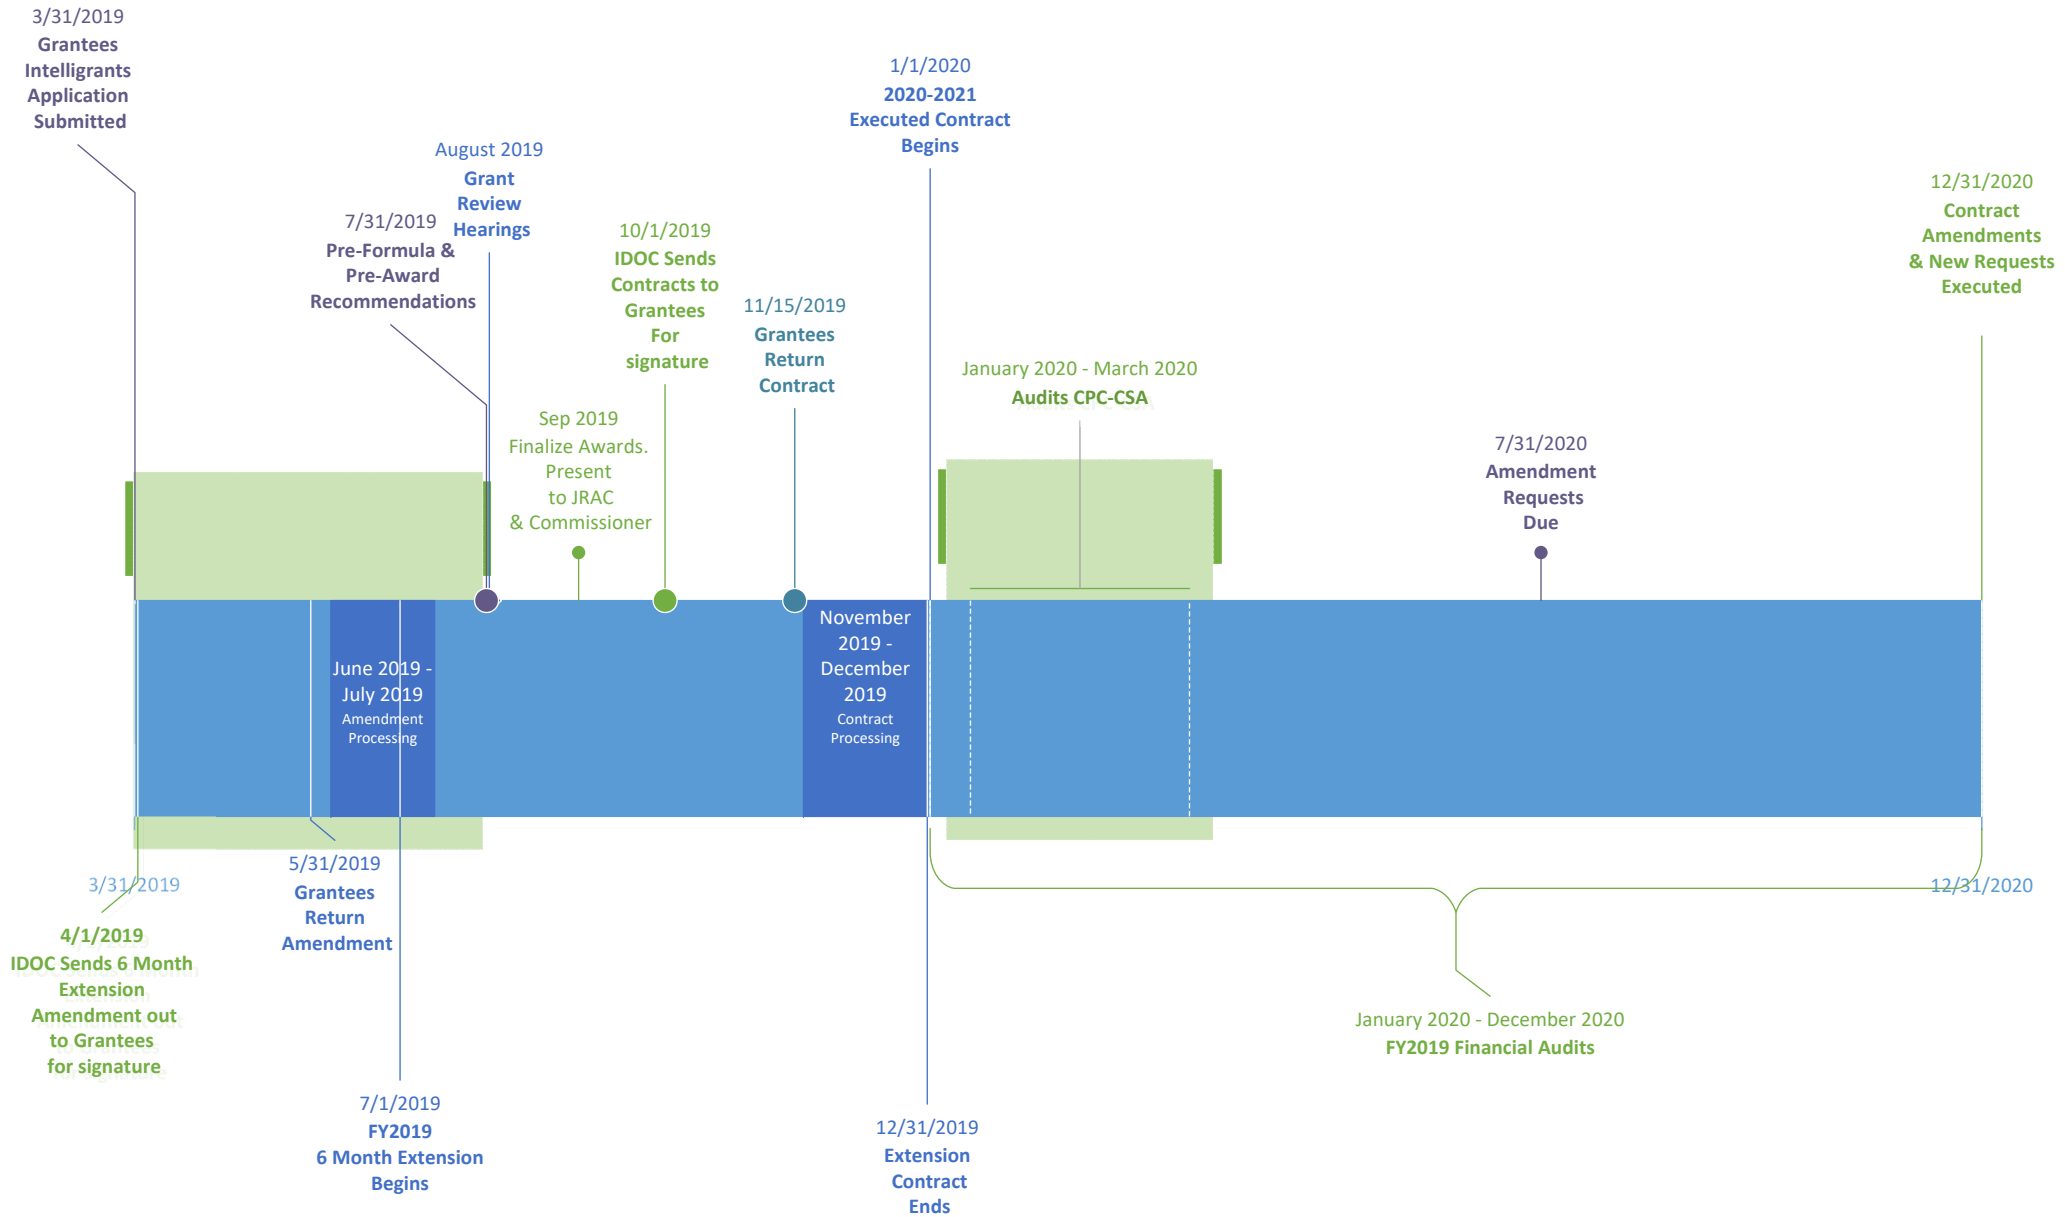 3/31/2019
Grantees
Intelligrants
Application
Submitted
1/1/2020
2020-2021
Executed Contract
Begins
August 2019
Grant
Review
Hearings
12/31/2020
Contract
Amendments
& New Requests
Executed
7/31/2019
Pre-Formula &
Pre-Award
Recommendations
10/1/2019
IDOC Sends
Contracts to
Grantees
For
signature
11/15/2019
Grantees
Return
Contract
January 2020 - March 2020
Audits CPC-CSA
Sep 2019
Finalize Awards.
Present
to JRAC
& Commissioner
7/31/2020
Amendment
Requests
Due
June 2019 -
July 2019
Amendment
Processing
November
2019 -
December
2019
Contract
Processing
3/31/2019
12/31/2020
4/1/2019
IDOC Sends 6 Month
Extension
Amendment out
to Grantees
for signature
5/31/2019
Grantees
Return
Amendment
January 2020 - December 2020
FY2019 Financial Audits
7/1/2019
FY2019
6 Month Extension
Begins
12/31/2019
Extension
Contract
Ends